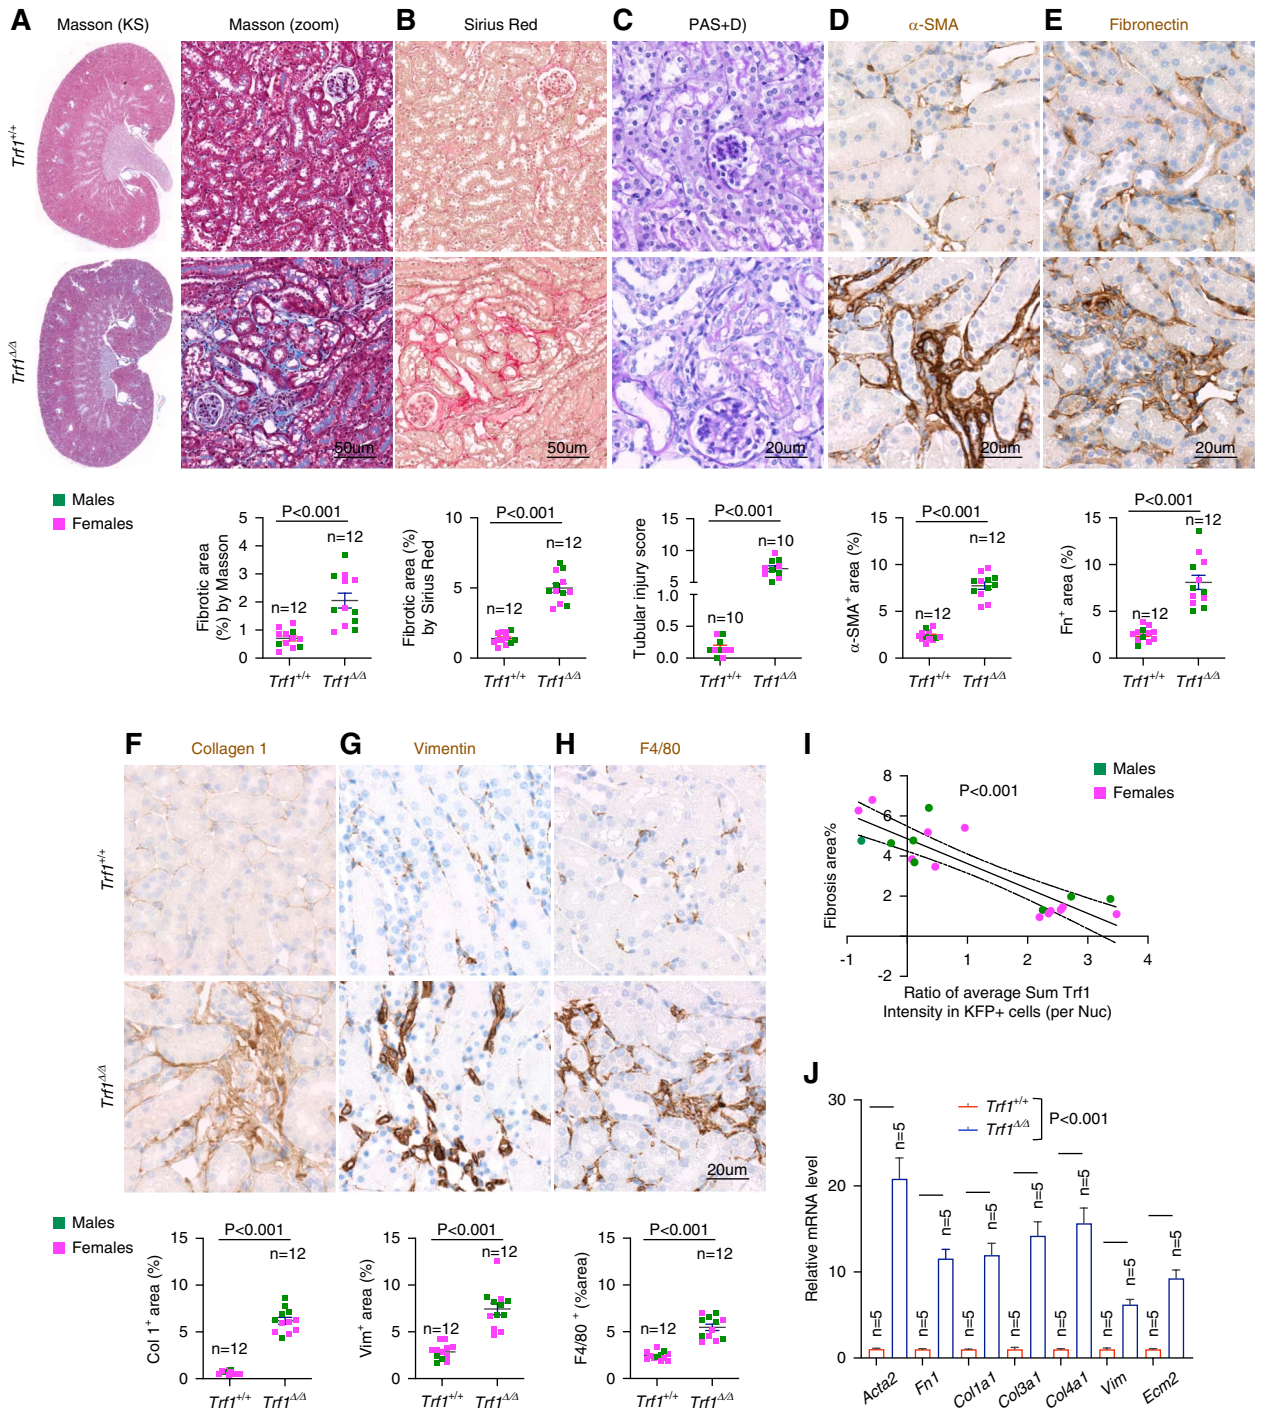 A Masson (KS) Masson (zoom) B Sirius Red C PAS+D) D α-SMA E Fibronectin
Trf1+/+
Trf1Δ/Δ
50um 50um 20um 20um 20um
Males
Females
Fibrotic area
(%) by Masson
5
4
3
2
1
0
P<0.001
n=12
n=12
Trf1+/+ Trf1Δ/Δ
Fibrotic area (%)
by Sirius Red
10
5
0
P<0.001
n=12
n=12
Trf1+/+ Trf1Δ/Δ
Tubular injury score
15
10
5
1.0
0.5
0.0
P<0.001
n=10
n=10
Trf1+/+ Trf1Δ/Δ
α-SMA+ area (%)
15
10
5
0
P<0.001
n=12
n=12
Trf1+/+ Trf1Δ/Δ
Fn+ area (%)
15
10
5
0
P<0.001
n=12
n=12
Trf1+/+ Trf1Δ/Δ
F Collagen 1 G Vimentin H F4/80
Trf1+/+
Trf1Δ/Δ
20um
Males
Females
Col 1+ area (%)
15
10
5
0
P<0.001
n=12
n=12
Trf1+/+ Trf1Δ/Δ
Vim+ area (%)
15
10
5
0
P<0.001
n=12
n=12
Trf1+/+ Trf1Δ/Δ
F4/80 + (%area)
15
10
5
0
P<0.001
n=12
n=12
Trf1+/+ Trf1Δ/Δ
I
Males
Females
P<0.001
Fibrosis area%
8
6
4
2
-2
-1 1 2 3 4
Ratio of average Sum Trf1
Intensity in KFP+ cells (per Nuc)
J
Relative mRNA level
30
20
10
0
Trf1+/+
Trf1Δ/Δ
P<0.001
n=5 n=5 n=5 n=5 n=5 n=5 n=5
n=5 n=5 n=5 n=5 n=5 n=5 n=5
Acta2 Fn1 Col1a1 Col3a1 Col4a1 Vim Ecm2